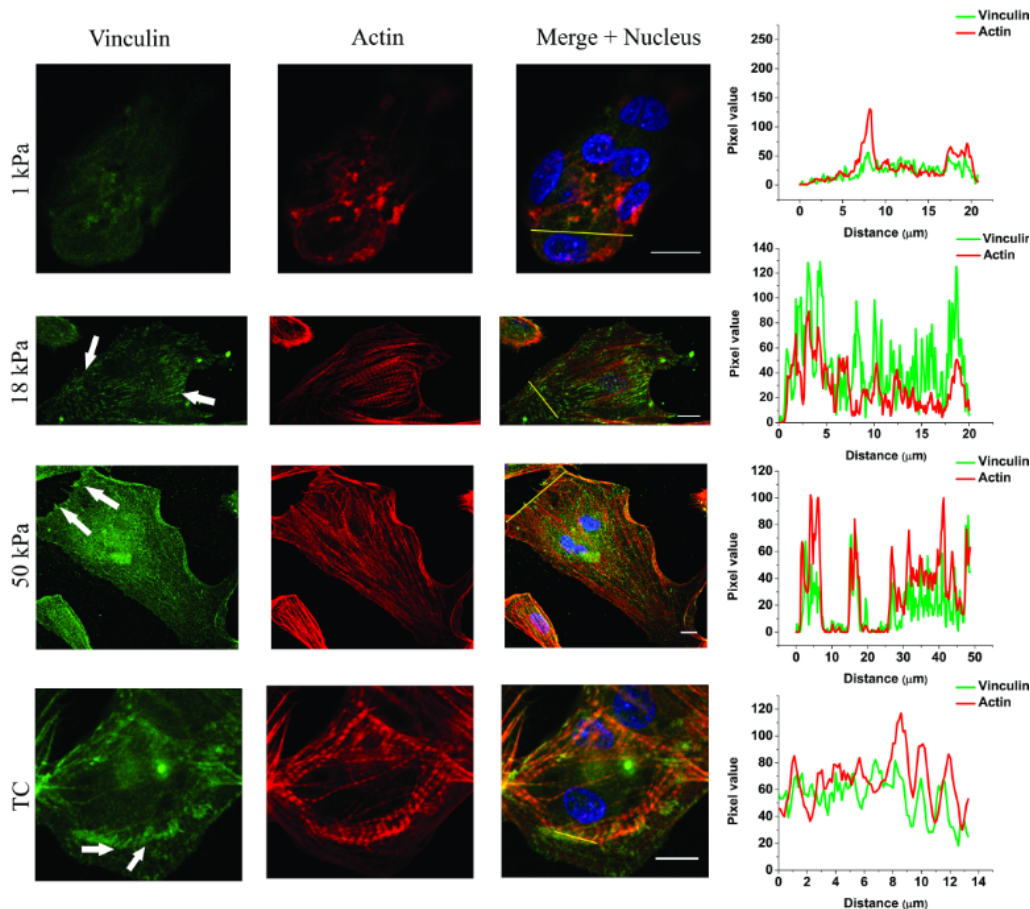 Vinculin
Actin
Merge + Nucleus
1 kPa
18 kPa
50 kPa
TC
Vinculin
Actin
Pixel value
250
200
150
100
50
0
0
5
10
15
20
Distance (μm)
Vinculin
Actin
Pixel value
140
120
100
80
60
40
20
0
0
5
10
15
20
Distance (μm)
Vinculin
Actin
Pixel value
120
100
80
60
40
20
0
0
10
20
30
40
50
Distance (μm)
Vinculin
Actin
Pixel value
120
100
80
60
40
20
0
0
2
4
6
8
10
12
14
Distance (μm)